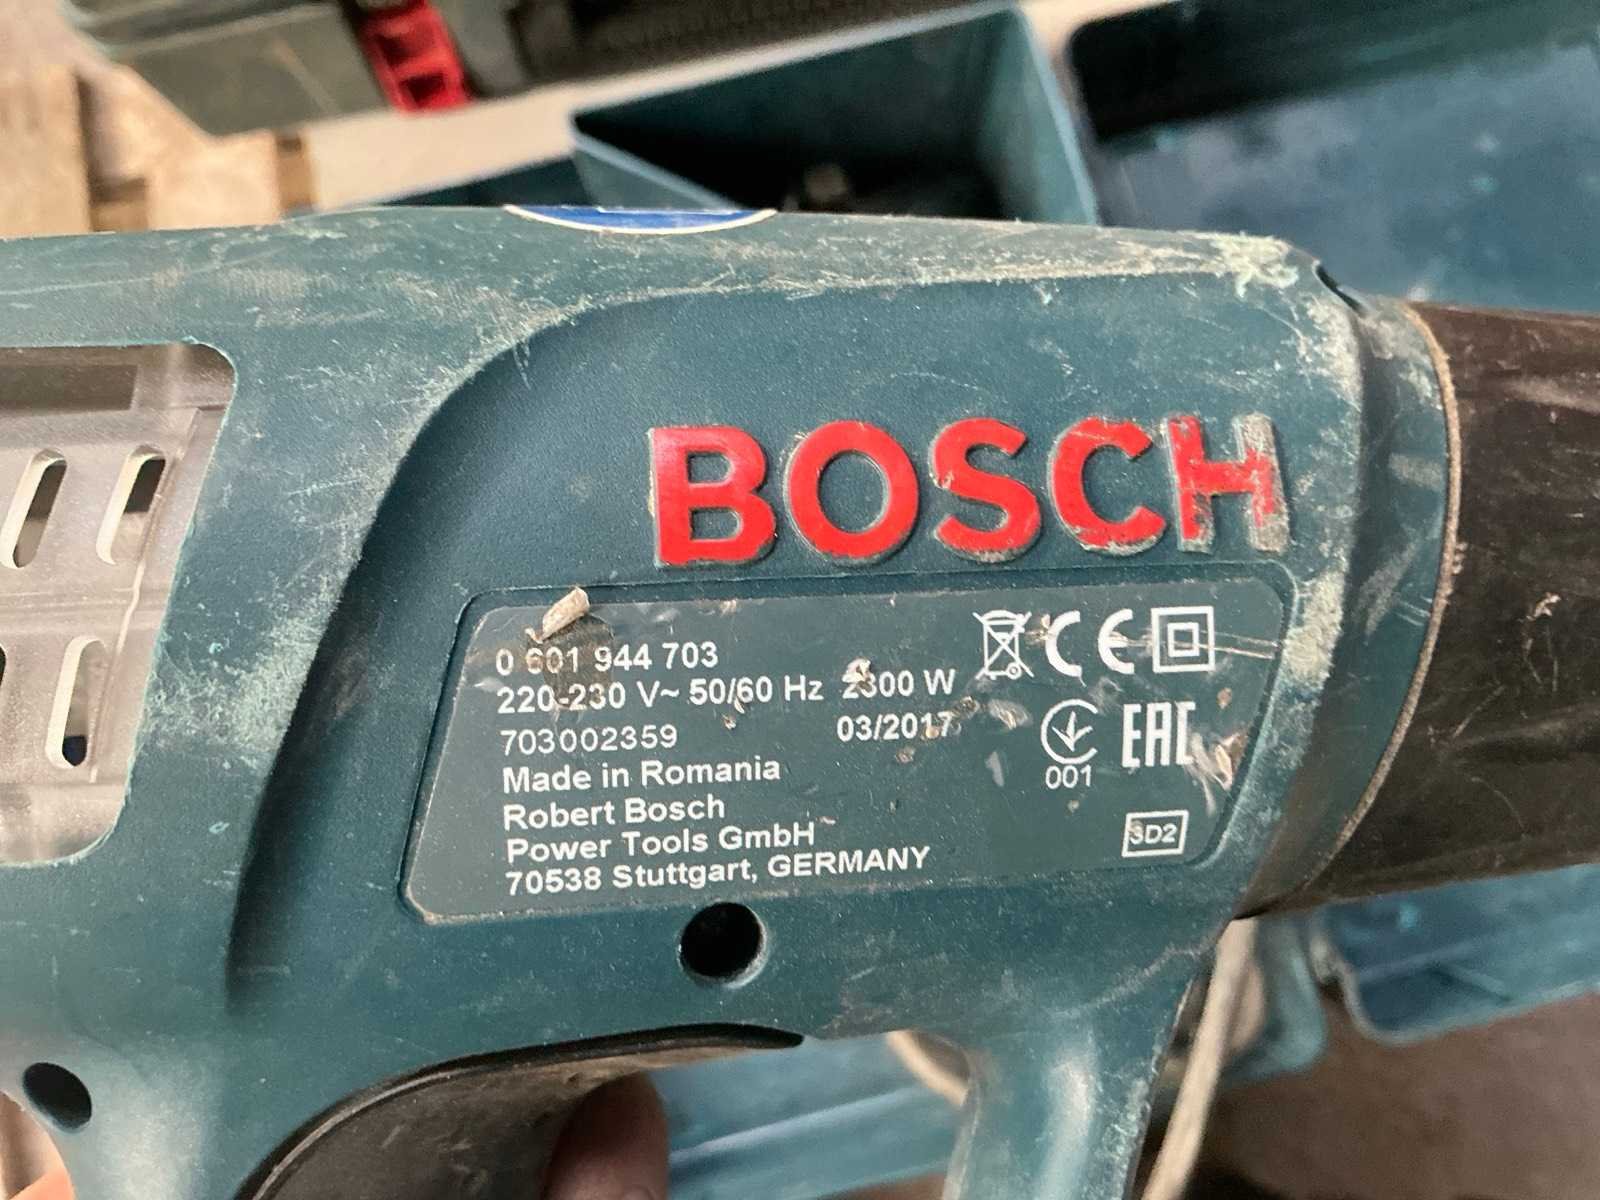 BOSCH
0 601 944 703
220-230 V~ 50/60 Hz 2300 W
703002359 03/2017
Made in Romania
Robert Bosch
Power Tools GmbH
70538 Stuttgart, GERMANY
CE
001
EAC
3D2